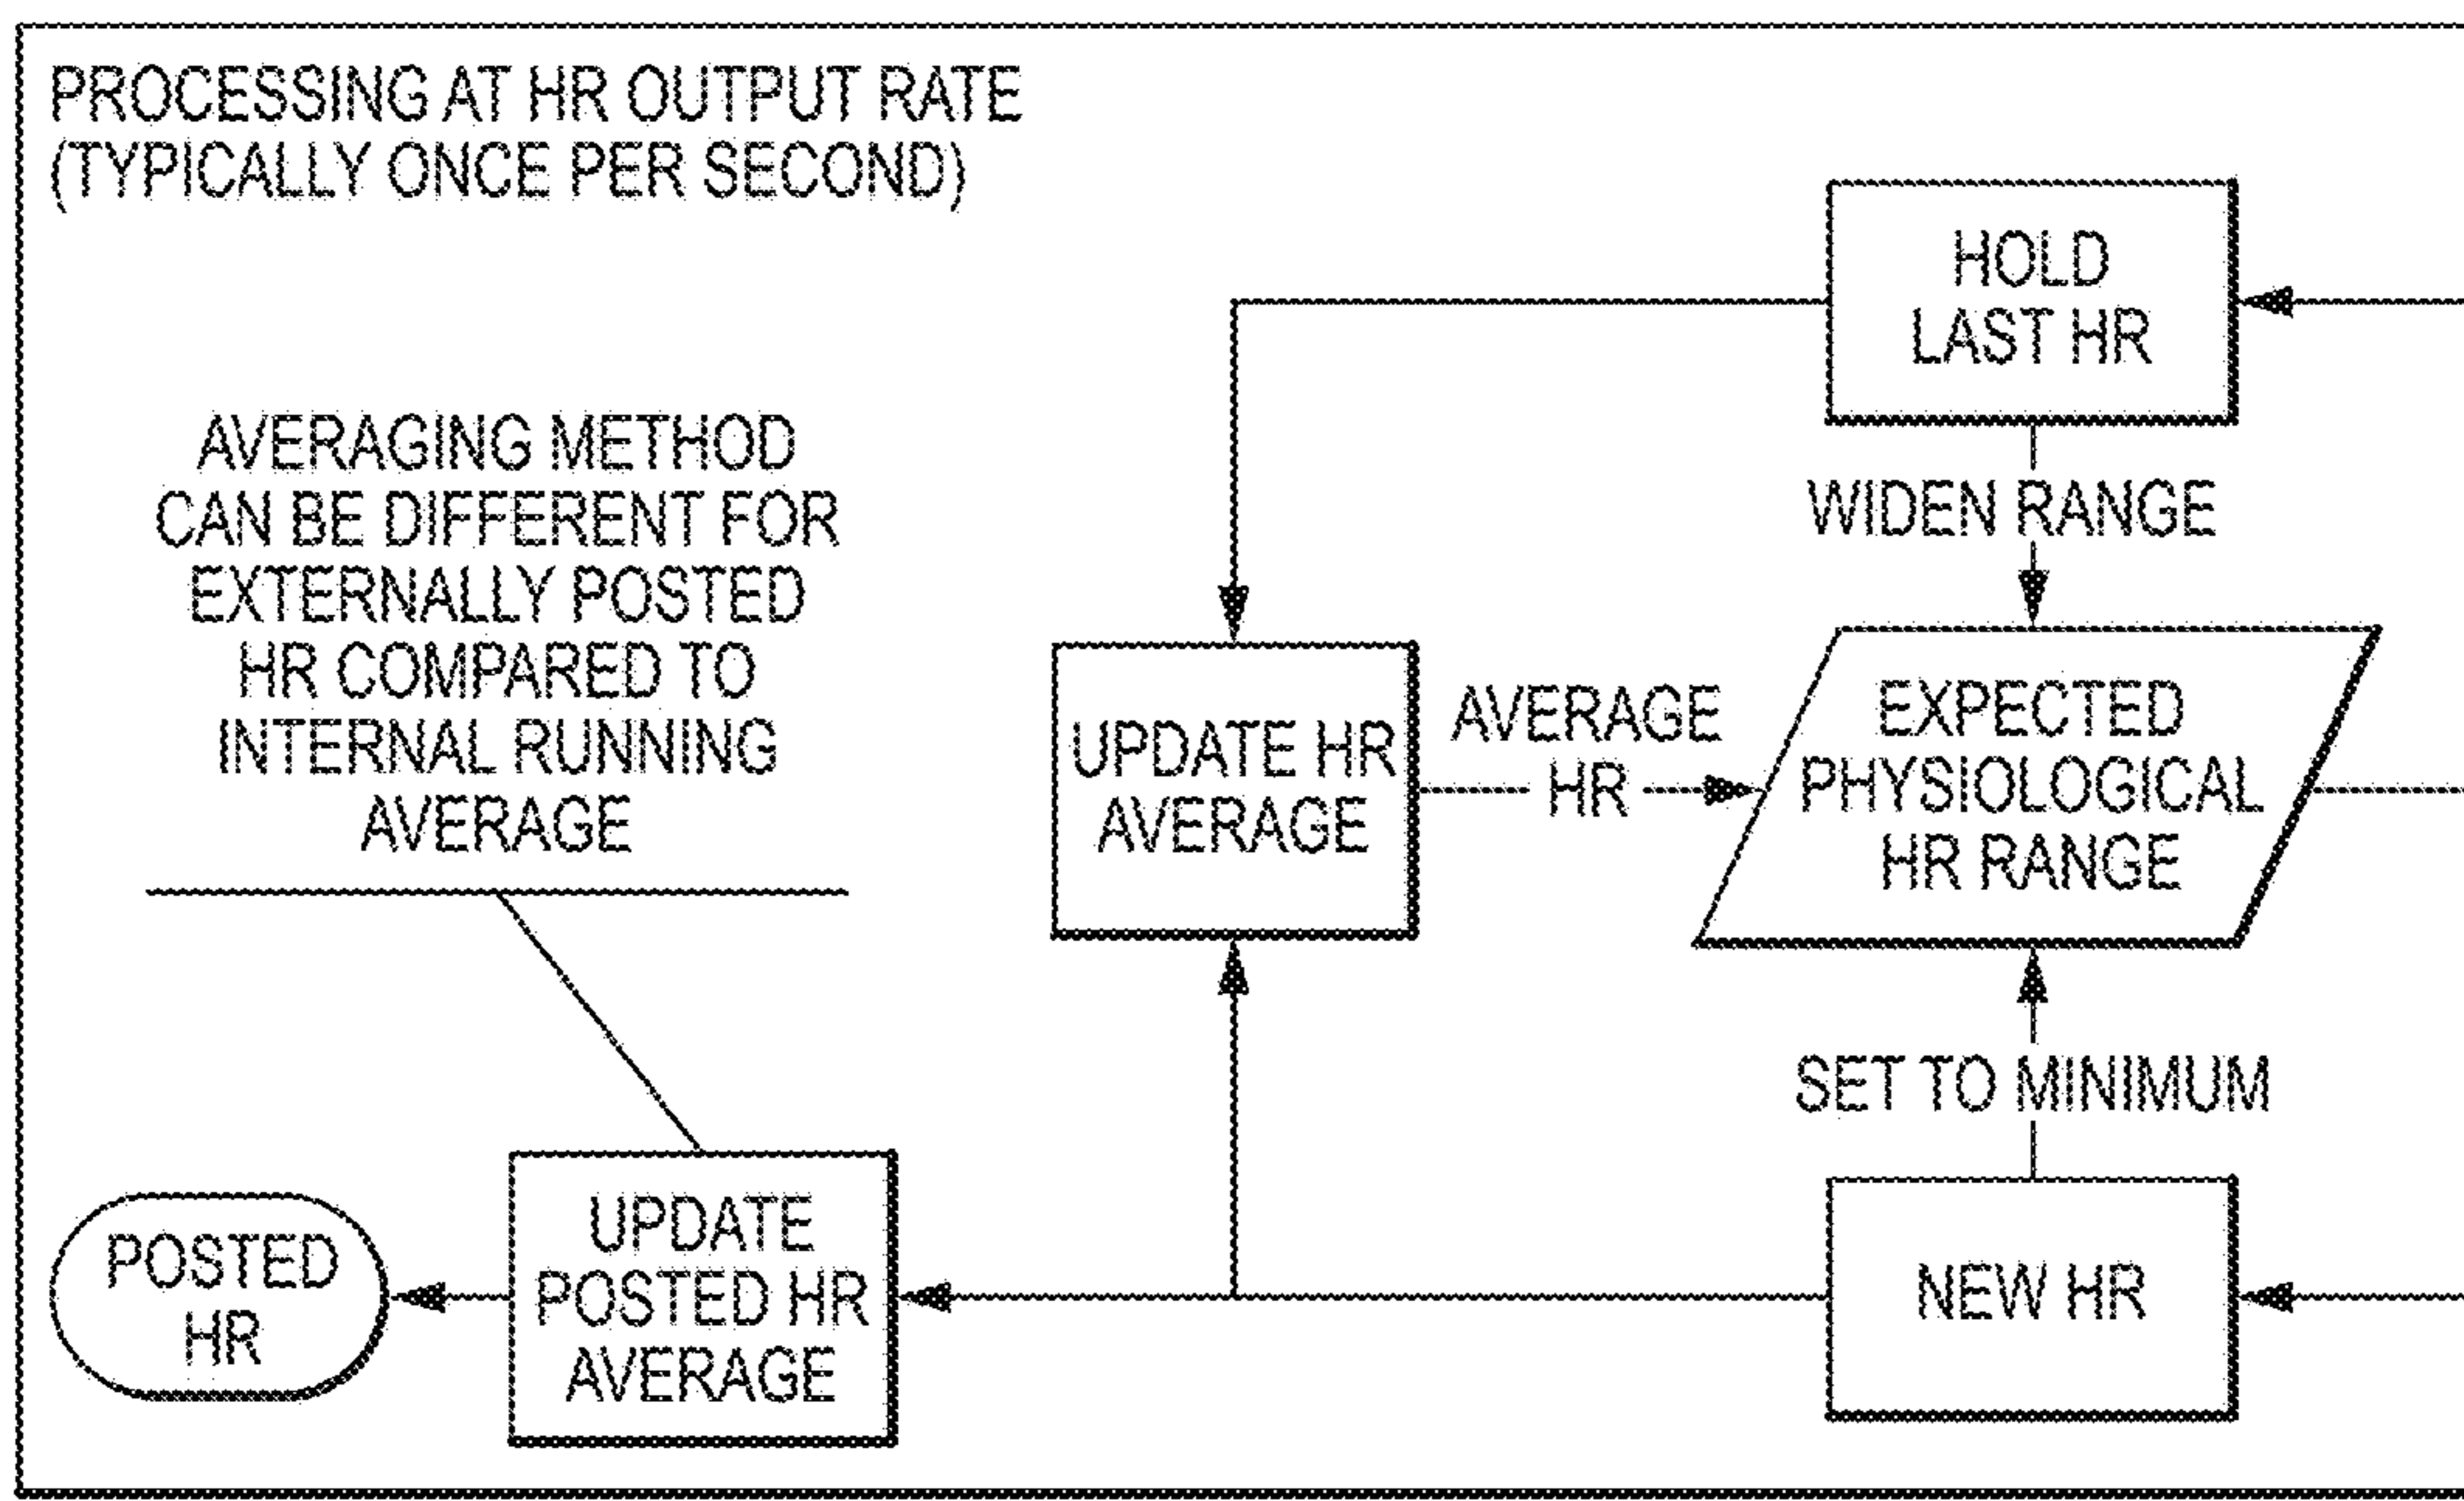 PROCESSING AT HR OUTPUT RATE
(TYPICALLY ONCE PER SECOND)
HOLD
LAST HR
WIDEN RANGE
AVERAGING METHOD
CAN BE DIFFERENT FOR
EXTERNALLY POSTED
HR COMPARED TO
INTERNAL RUNNING
AVERAGE
UPDATE HR
AVERAGE
AVERAGE
HR
EXPECTED
PHYSIOLOGICAL
HR RANGE
SET TO MINIMUM
POSTED
HR
UPDATE
POSTED HR
AVERAGE
NEW HR